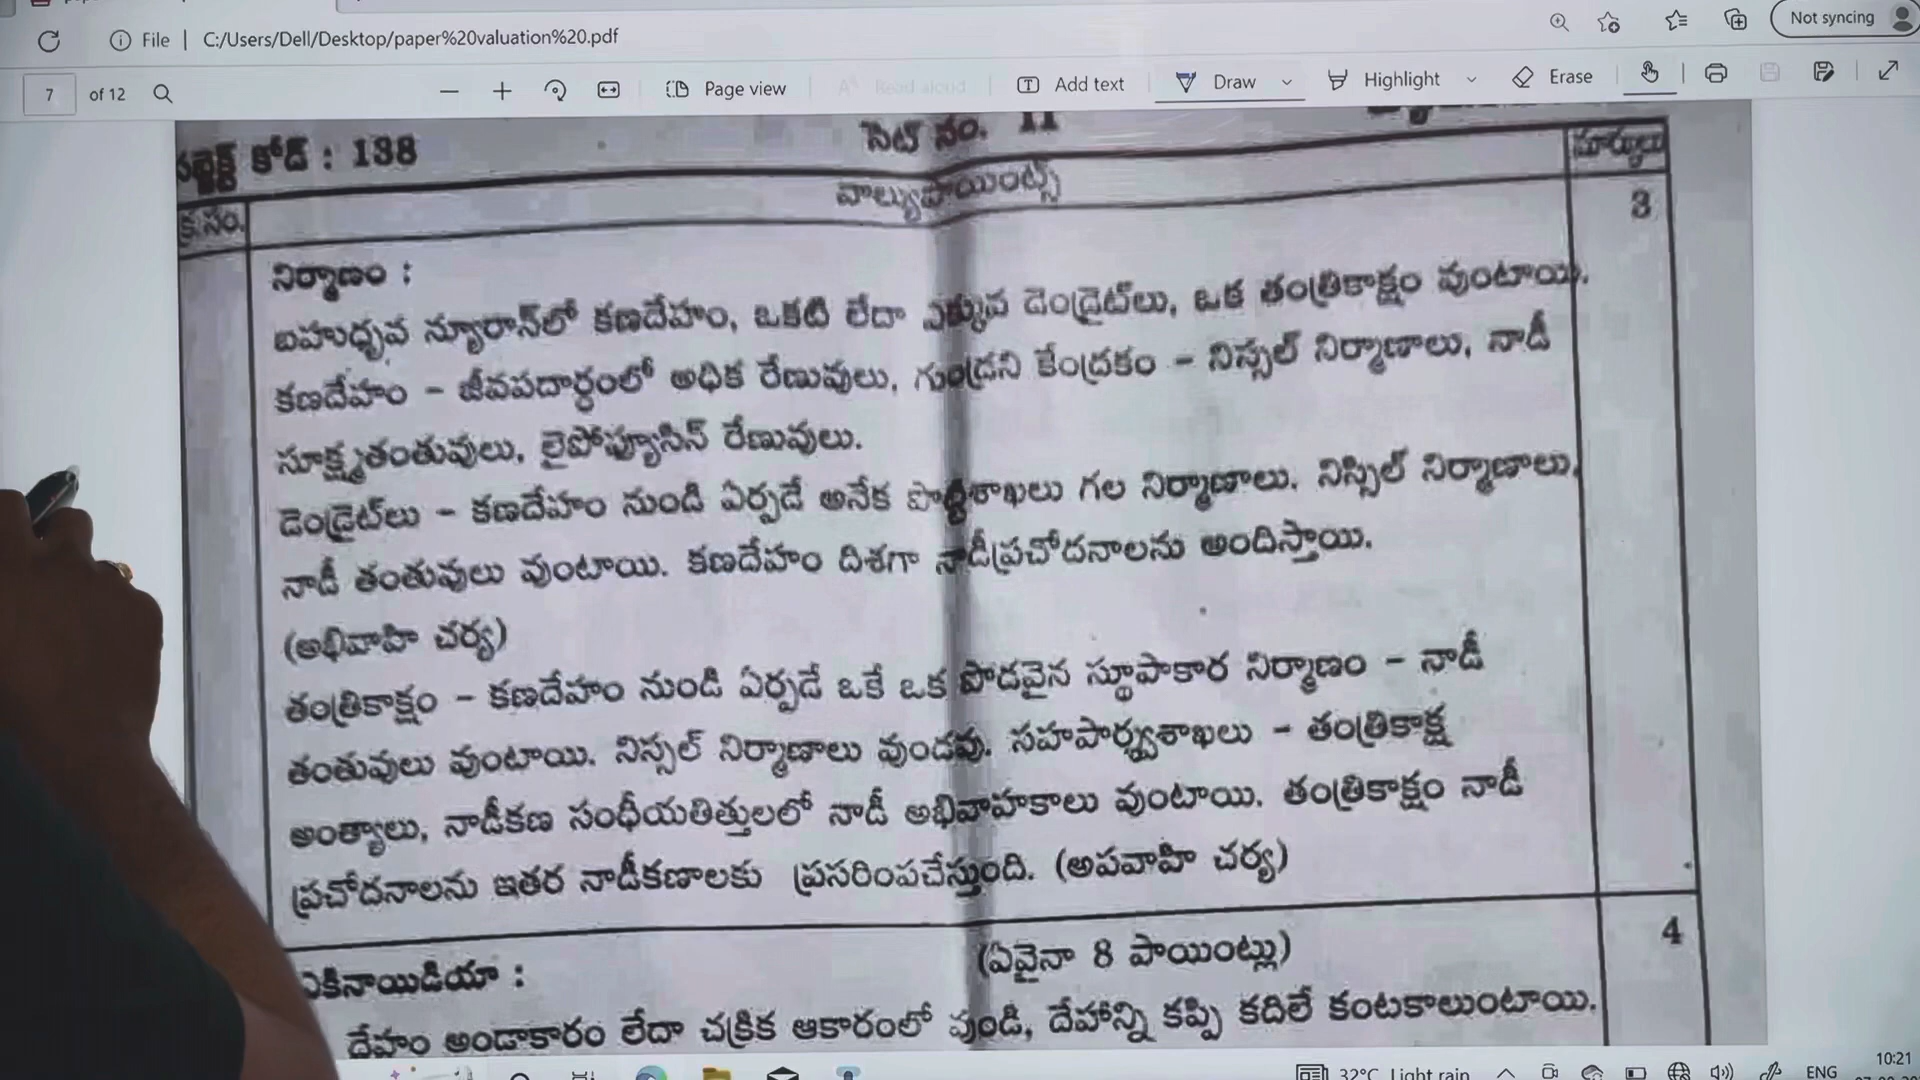 Not syncing
File | C:/Users/Dell/Desktop/paper%20valuation%20.pdf
7 of 12 Page view Read aloud Add text Draw Highlight Erase
సబ్జెక్ట్ కోడ్ : 138 సెట్ నం. II
మార్కులు
క్ర.సం. వాల్యుపాయింట్స్
3
నిర్మాణం :
బహుధృవ న్యూరాన్‌లో కణదేహం, ఒకటి లేదా ఎక్కువ డెండ్రైట్‌లు, ఒక తంత్రికాక్షం వుంటాయి.
కణదేహం – జీవపదార్థంలో అధిక రేణువులు, గుండ్రని కేంద్రకం – నిస్సల్ నిర్మాణాలు, నాడీ
సూక్ష్మతంతువులు, లైపోఫ్యూసిన్ రేణువులు.
డెండ్రైట్‌లు – కణదేహం నుండి ఏర్పడే అనేక పొట్టిశాఖలు గల నిర్మాణాలు. నిస్సిల్ నిర్మాణాలు,
నాడీ తంతువులు వుంటాయి. కణదేహం దిశగా నాడీప్రచోదనాలను అందిస్తాయి.
(అభివాహి చర్య)
తంత్రికాక్షం – కణదేహం నుండి ఏర్పడే ఒకే ఒక పొడవైన స్థూపాకార నిర్మాణం – నాడీ
తంతువులు వుంటాయి. నిస్సల్ నిర్మాణాలు వుండవు. సహపార్శ్వశాఖలు – తంత్రికాక్ష
అంత్యాలు, నాడీకణ సంధీయతిత్తులలో నాడీ అభివాహకాలు వుంటాయి. తంత్రికాక్షం నాడీ
ప్రచోదనాలను ఇతర నాడీకణాలకు ప్రసరింపచేస్తుంది. (అపవాహి చర్య)
4
(ఏవైనా 8 పాయింట్లు)
ఎకినాయిడియా :
దేహం అండాకారం లేదా చక్రిక ఆకారంలో వుండి, దేహాన్ని కప్పి కదిలే కంటకాలుంటాయి.
32°C Light rain ENG 10:21